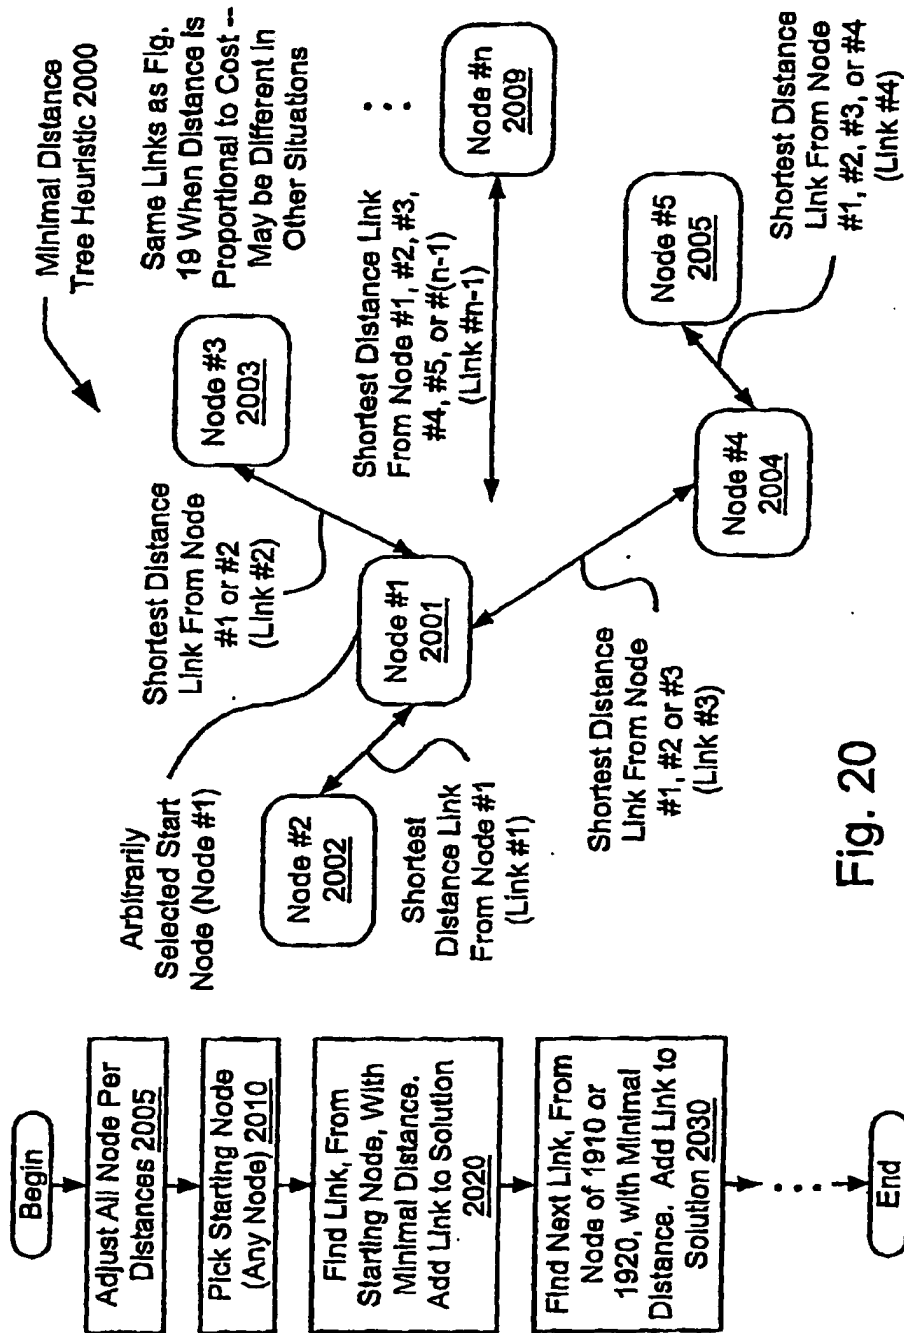 Begin
Adjust All Node Per
Distances 2005
Pick Starting Node
(Any Node) 2010
Find Link, From
Starting Node, With
Minimal Distance.
Add Link to Solution
2020
Find Next Link, From
Node of 1910 or
1920, with Minimal
Distance. Add Link to
Solution 2030
End
Minimal Distance
Tree Heuristic 2000
Same Links as Fig.
19 When Distance is
Proportional to Cost --
May be Different in
Other Situations
Arbitrarily
Selected Start
Node (Node #1)
Shortest Distance
Link From Node
#1 or #2
(Link #2)
Node #3
2003
Node #2
2002
Node #1
2001
Shortest Distance Link
From Node #1, #2, #3,
#4, #5, or #(n-1)
(Link #n-1)
Node #n
2009
Shortest
Distance Link
From Node #1
(Link #1)
Shortest Distance
Link From Node
#1, #2 or #3
(Link #3)
Node #4
2004
Node #5
2005
Shortest Distance
Link From Node
#1, #2, #3, or #4
(Link #4)
Fig. 20